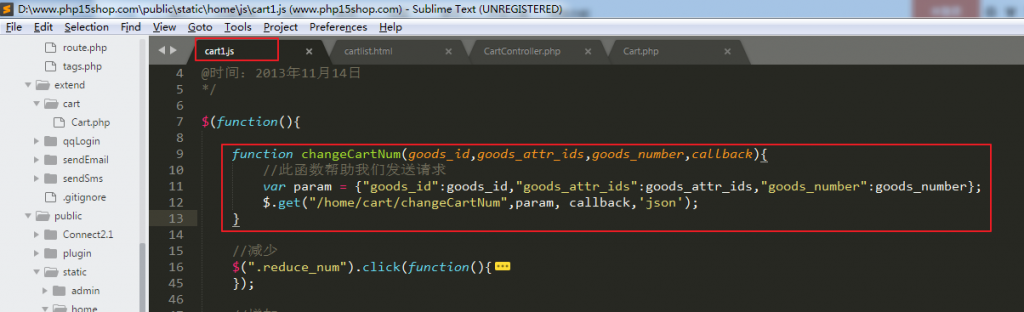 D:\www.php15shop.com\public\static\home\js\cart1.js (www.php15shop.com) - Sublime Text (UNREGISTERED)
File Edit Selection Find View Goto Tools Project Preferences Help
route.php
tags.php
extend
cart
Cart.php
qqLogin
sendEmail
sendSms
.gitignore
public
Connect2.1
plugin
static
admin
home
cart1.js × cartlist.html × CartController.php × Cart.php ×
4 @时间：2013年11月14日
5 */
6
7 $(function(){
8
9 function changeCartNum(goods_id,goods_attr_ids,goods_number,callback){
10 //此函数帮助我们发送请求
11 var param = {"goods_id":goods_id,"goods_attr_ids":goods_attr_ids,"goods_number":goods_number};
12 $.get("/home/cart/changeCartNum",param, callback,'json');
13 }
14
15 //减少
16 $(".reduce_num").click(function(){
45 });
46